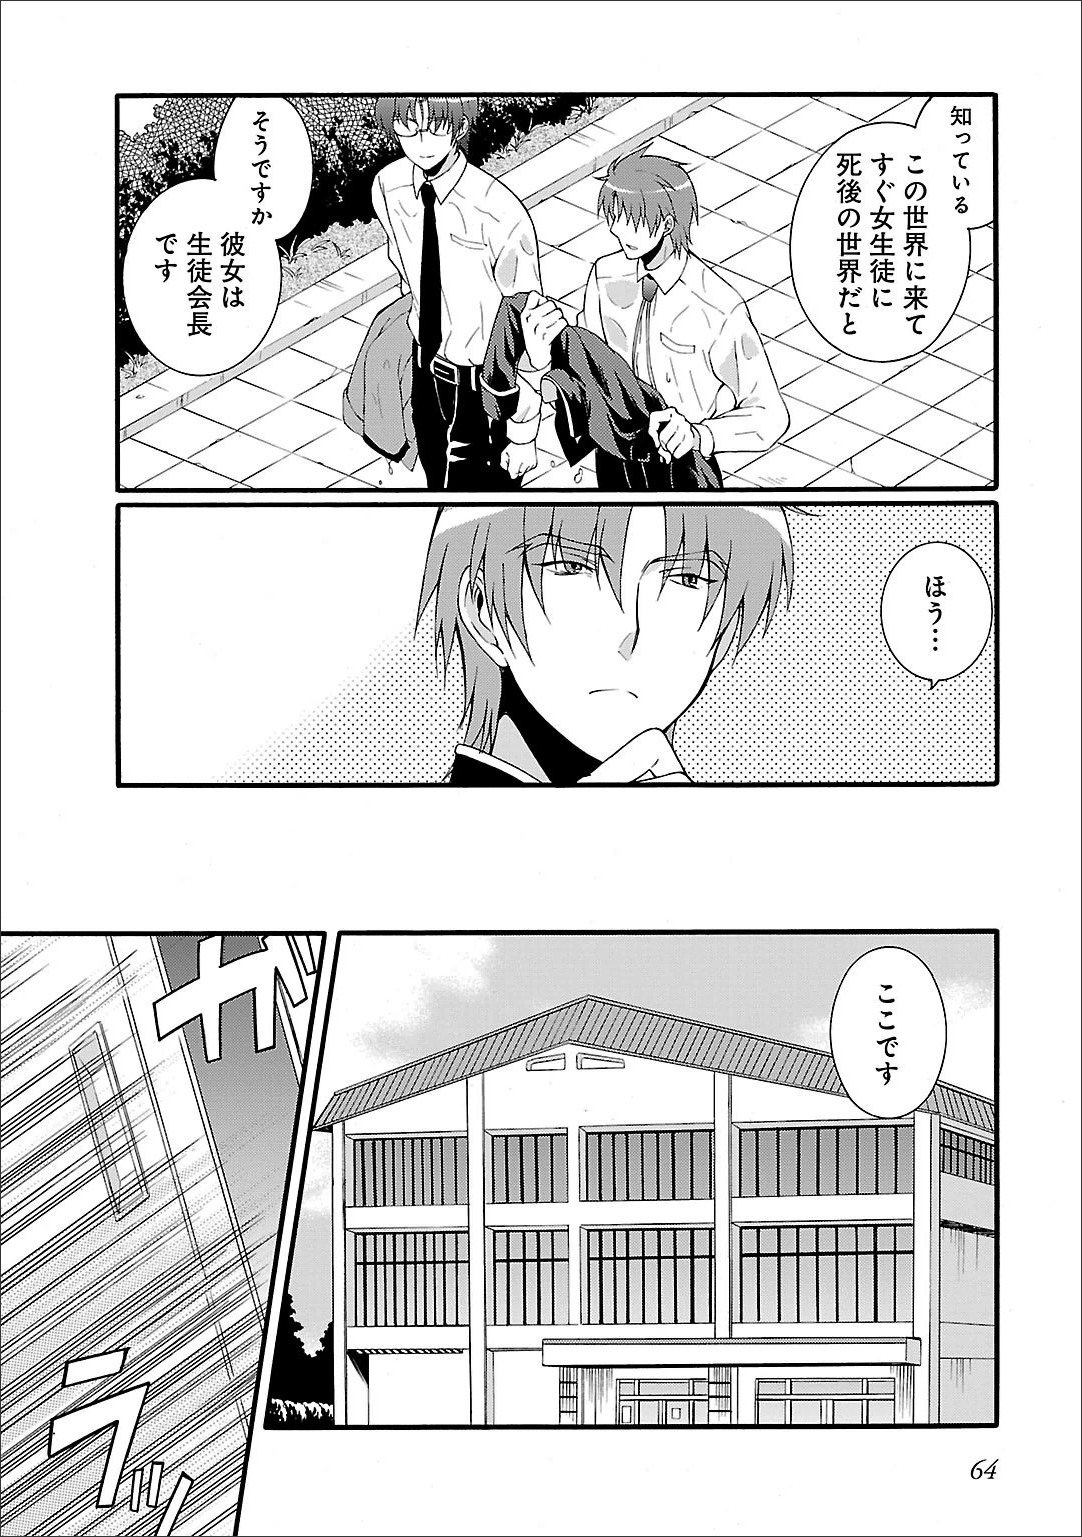 知っている
この世界に来て
すぐ女生徒に
死後の世界だと
そうですか
彼女は
生徒会長
です
ほう…
ここです
ガラッ
64